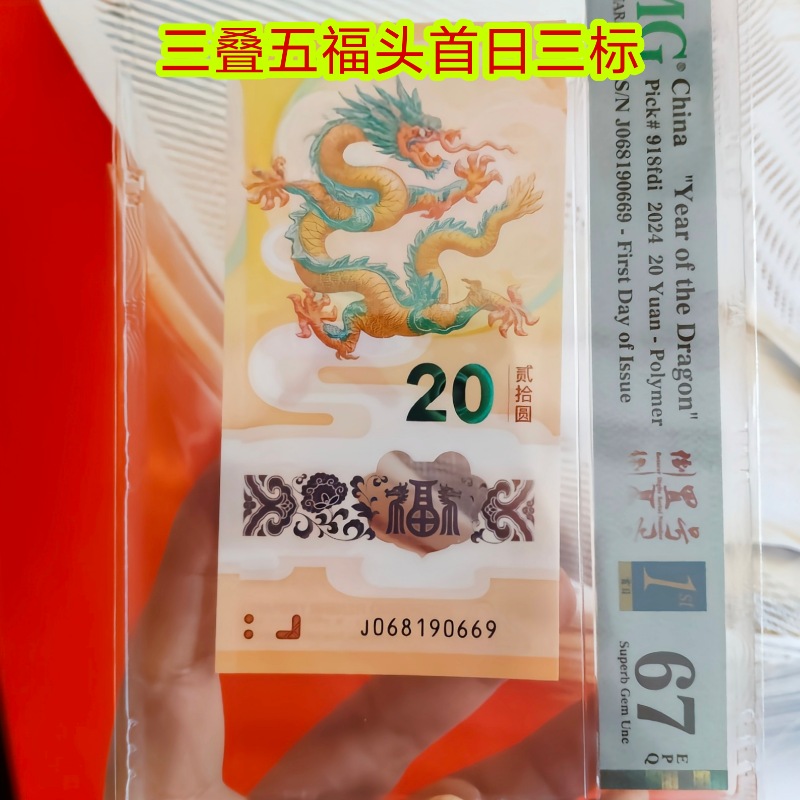 三叠五福头首日三标
MG®
China "Year of the Dragon"
Pick# 918fdi 2024 20 Yuan - Polymer
S/N J068190669 - First Day of Issue
1st
67
EPQ
Superb Gem Unc
20
贰拾圆
福
J068190669